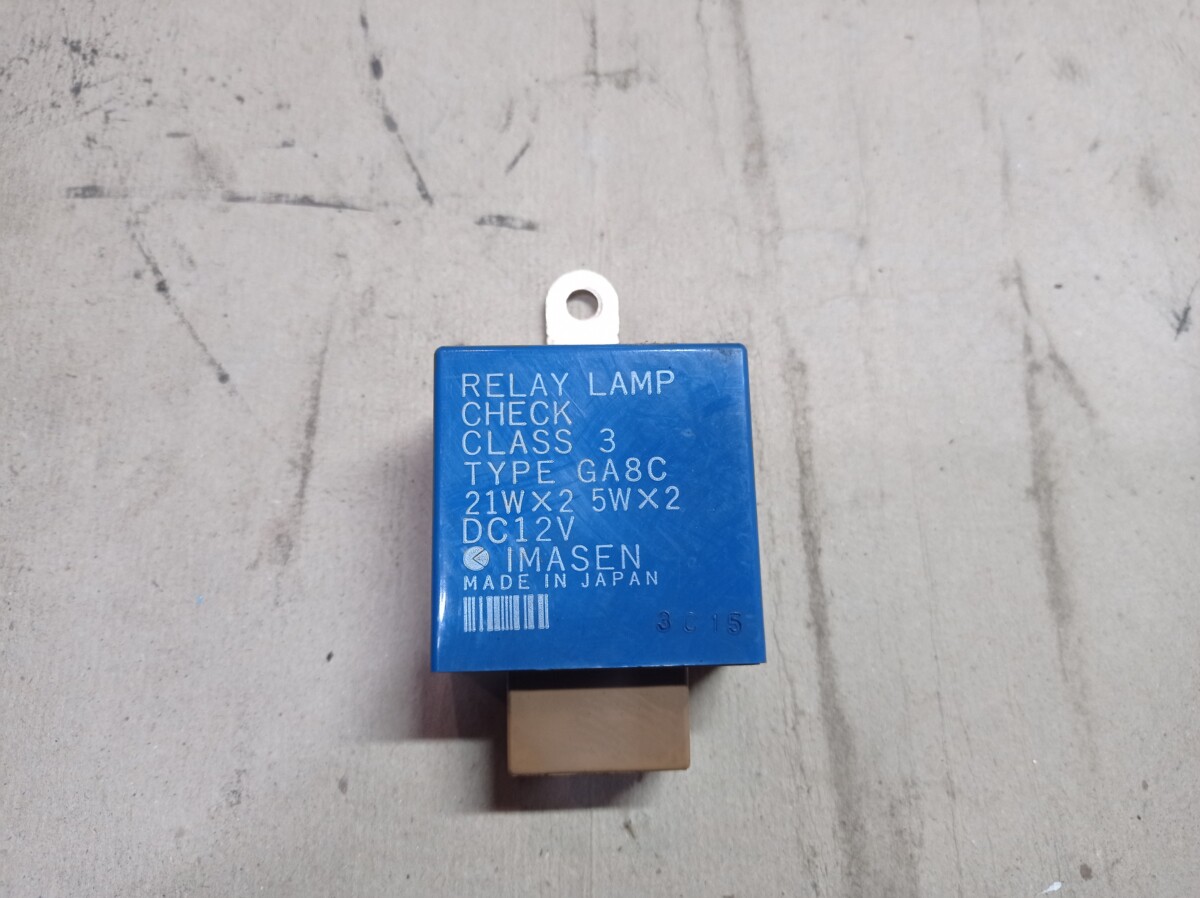 RELAY LAMP
CHECK
CLASS 3
TYPE GA8C
21W×2 5W×2
DC12V
IMASEN
MADE IN JAPAN
3C15